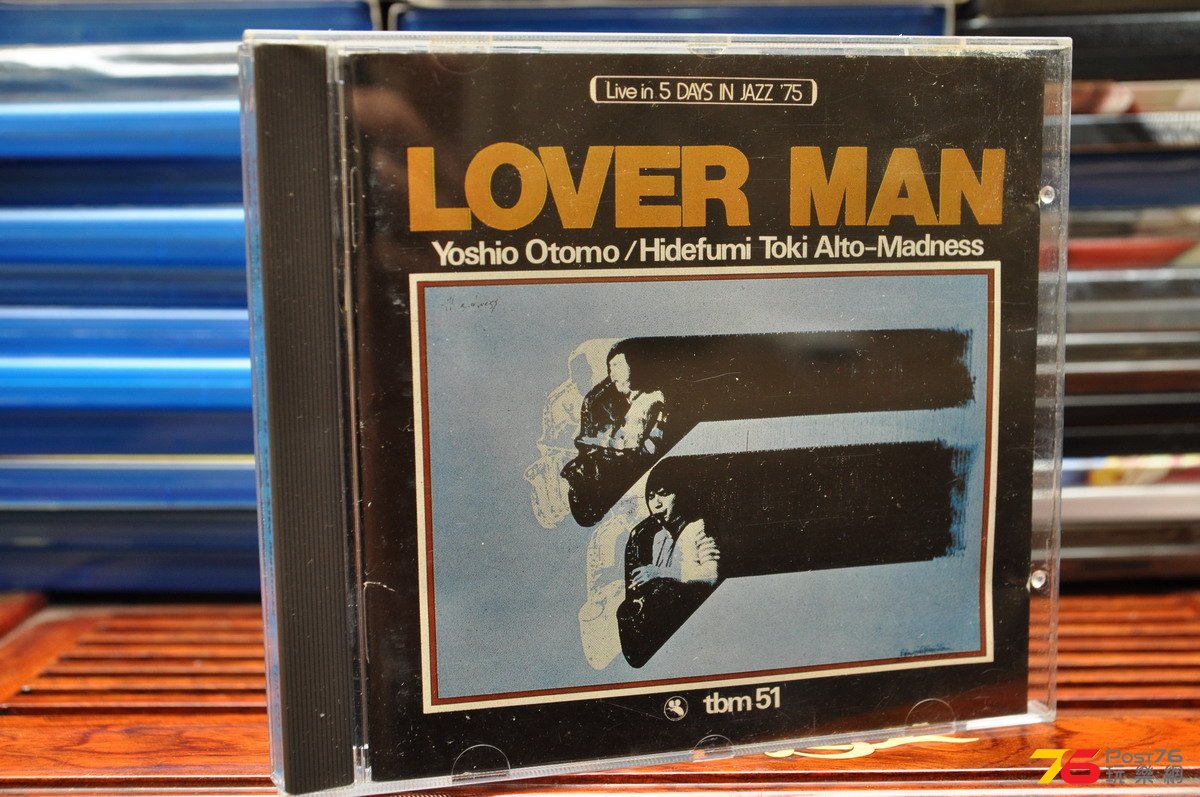 Live in 5 DAYS IN JAZZ '75
LOVER MAN
Yoshio Otomo / Hidefumi Toki Alto-Madness
tbm 51
76 Post76
玩樂網